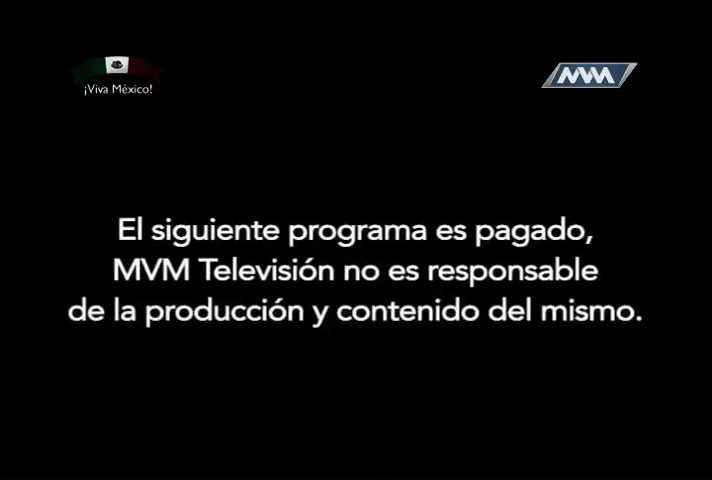 ¡Viva México!
MVM
El siguiente programa es pagado,
MVM Televisión no es responsable
de la producción y contenido del mismo.